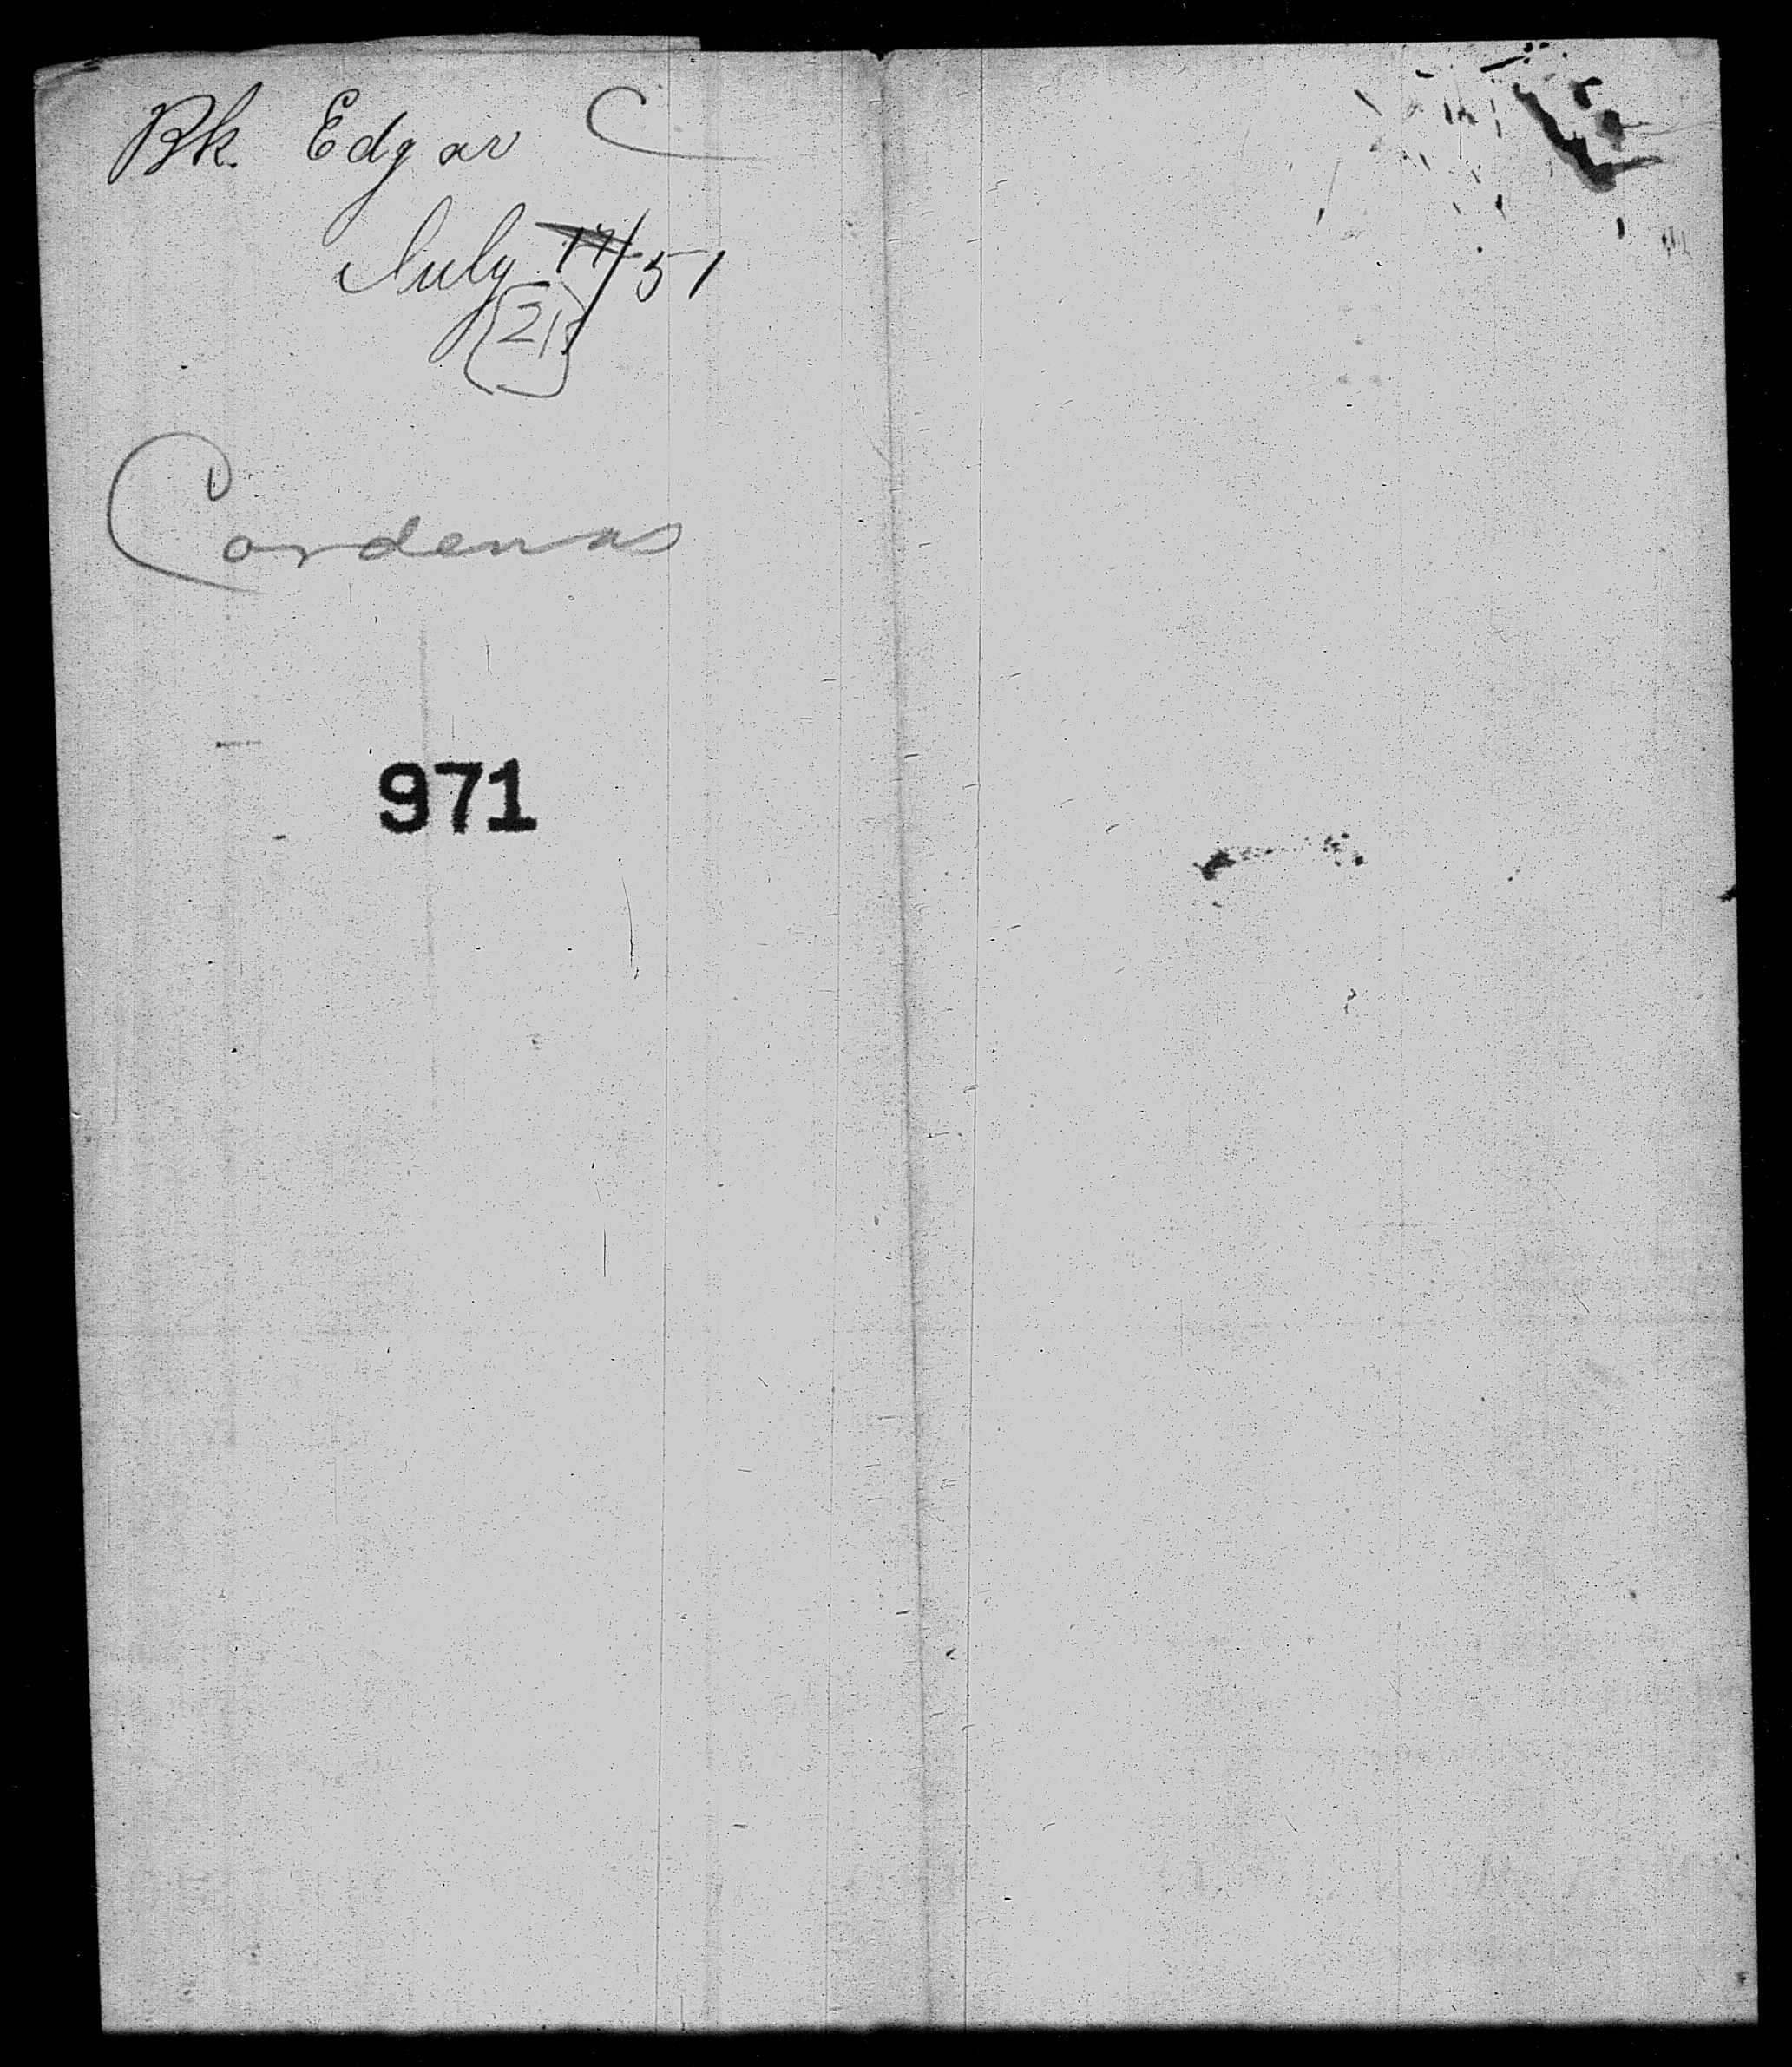 Bk. Edgar C
July 17/51
(21)
Cardenas
971